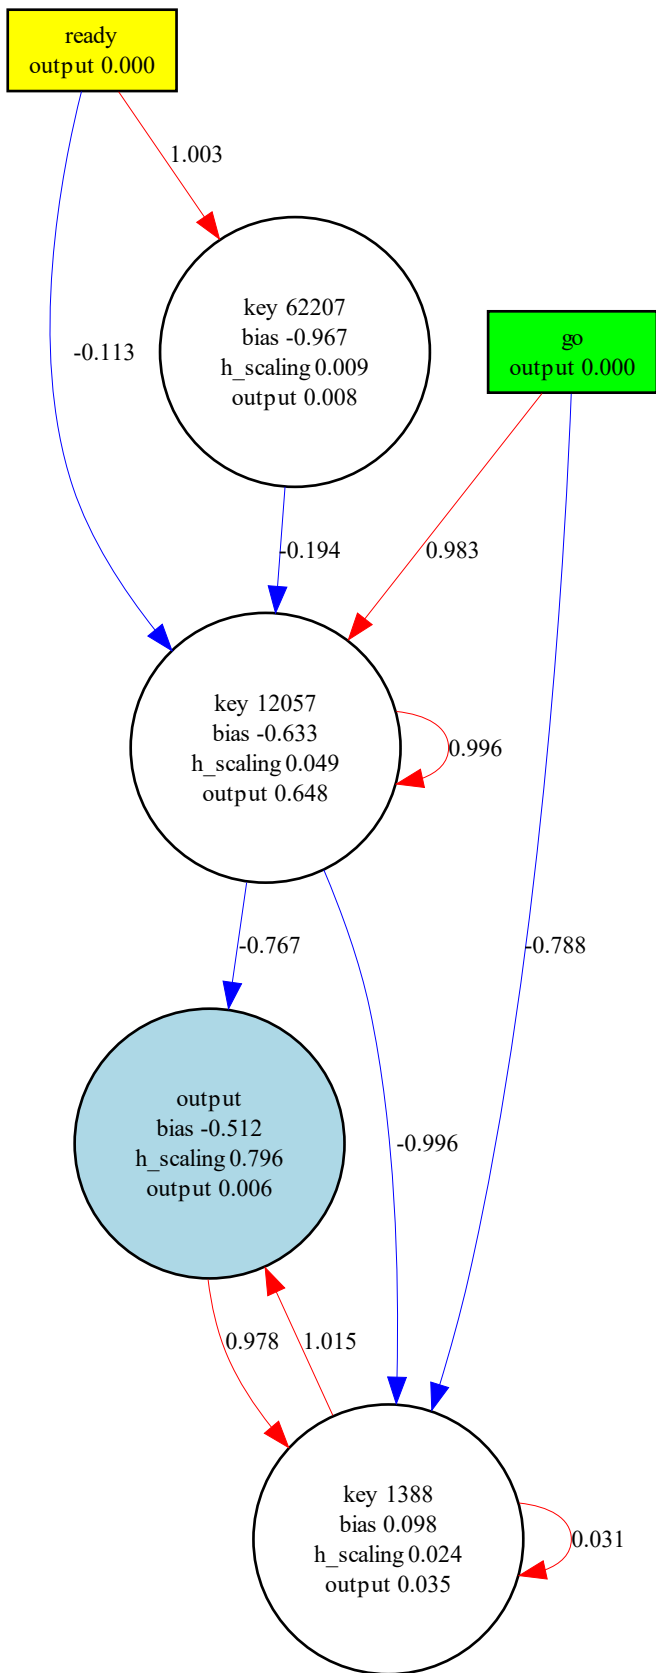 ready
output 0.000
1.003
key 62207
bias -0.967
h_scaling 0.009
output 0.008
go
output 0.000
-0.113
-0.194
0.983
key 12057
bias -0.633
h_scaling 0.049
output 0.648
0.996
-0.767
-0.788
output
bias -0.512
h_scaling 0.796
output 0.006
-0.996
0.978
1.015
key 1388
bias 0.098
h_scaling 0.024
output 0.035
0.031